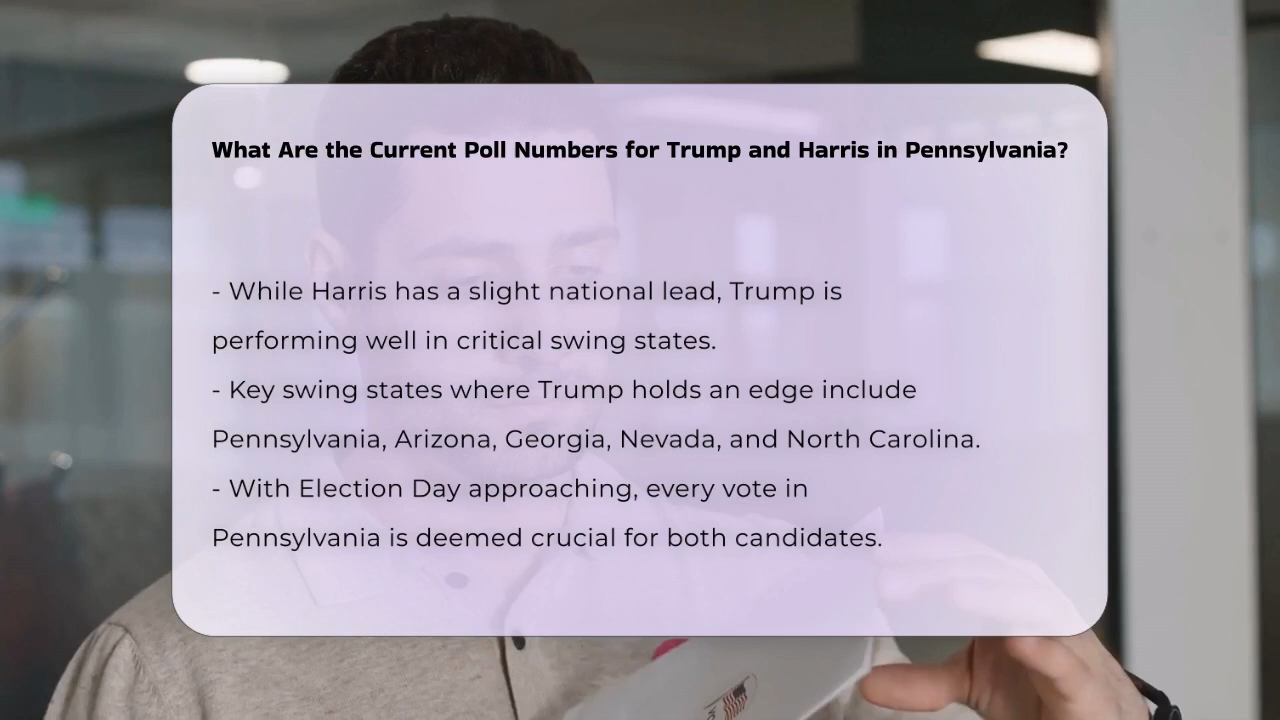 What Are the Current Poll Numbers for Trump and Harris in Pennsylvania?
- While Harris has a slight national lead, Trump is
performing well in critical swing states.
- Key swing states where Trump holds an edge include
Pennsylvania, Arizona, Georgia, Nevada, and North Carolina.
- With Election Day approaching, every vote in
Pennsylvania is deemed crucial for both candidates.